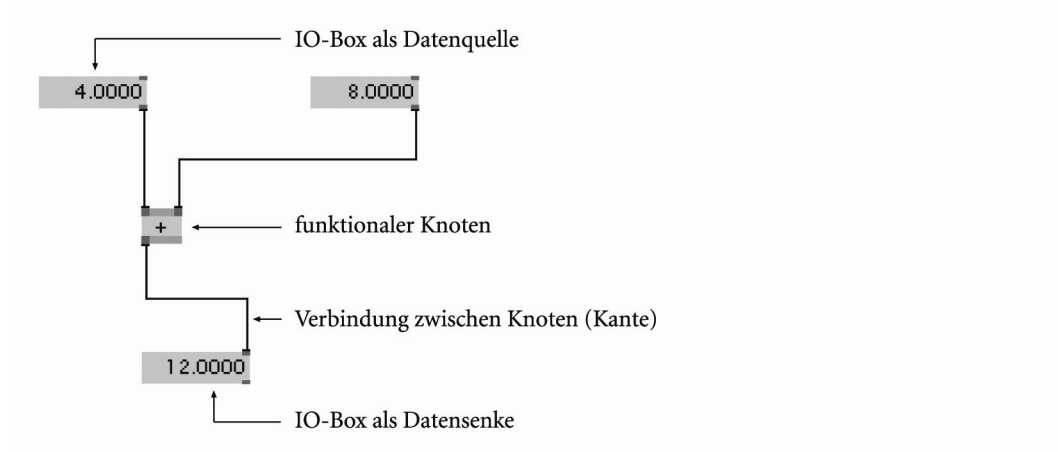 IO-Box als Datenquelle
4.0000
8.0000
+
funktionaler Knoten
Verbindung zwischen Knoten (Kante)
12.0000
IO-Box als Datensenke